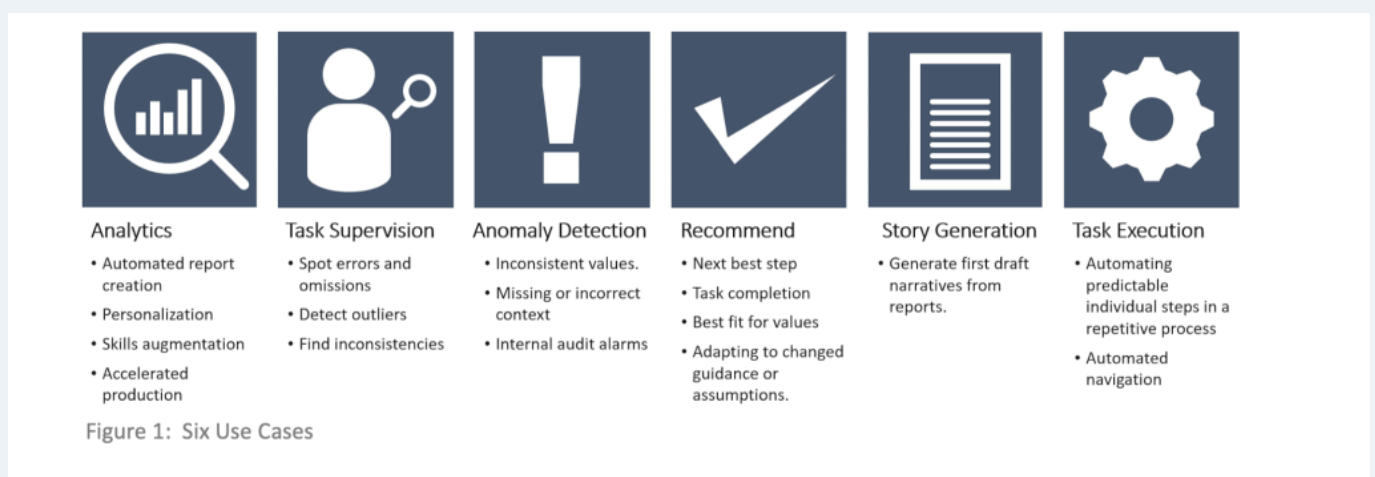 Analytics
• Automated report
creation
• Personalization
• Skills augmentation
• Accelerated
production
Task Supervision
• Spot errors and
omissions
• Detect outliers
• Find inconsistencies
Anomaly Detection
• Inconsistent values.
• Missing or incorrect
context
• Internal audit alarms
Recommend
• Next best step
• Task completion
• Best fit for values
• Adapting to changed
guidance or
assumptions.
Story Generation
• Generate first draft
narratives from
reports.
Task Execution
• Automating
predictable
individual steps in a
repetitive process
• Automated
navigation
Figure 1: Six Use Cases